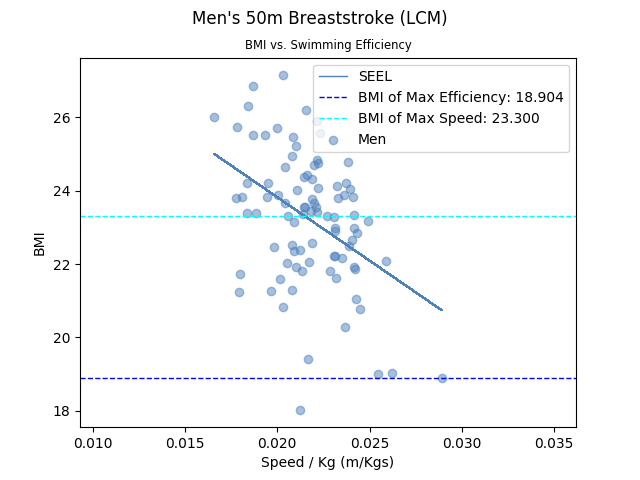 Men's 50m Breaststroke (LCM)
BMI vs. Swimming Efficiency
SEEL
BMI of Max Efficiency: 18.904
BMI of Max Speed: 23.300
Men
BMI
26
24
22
20
18
0.010
0.015
0.020
0.025
0.030
0.035
Speed / Kg (m/Kgs)